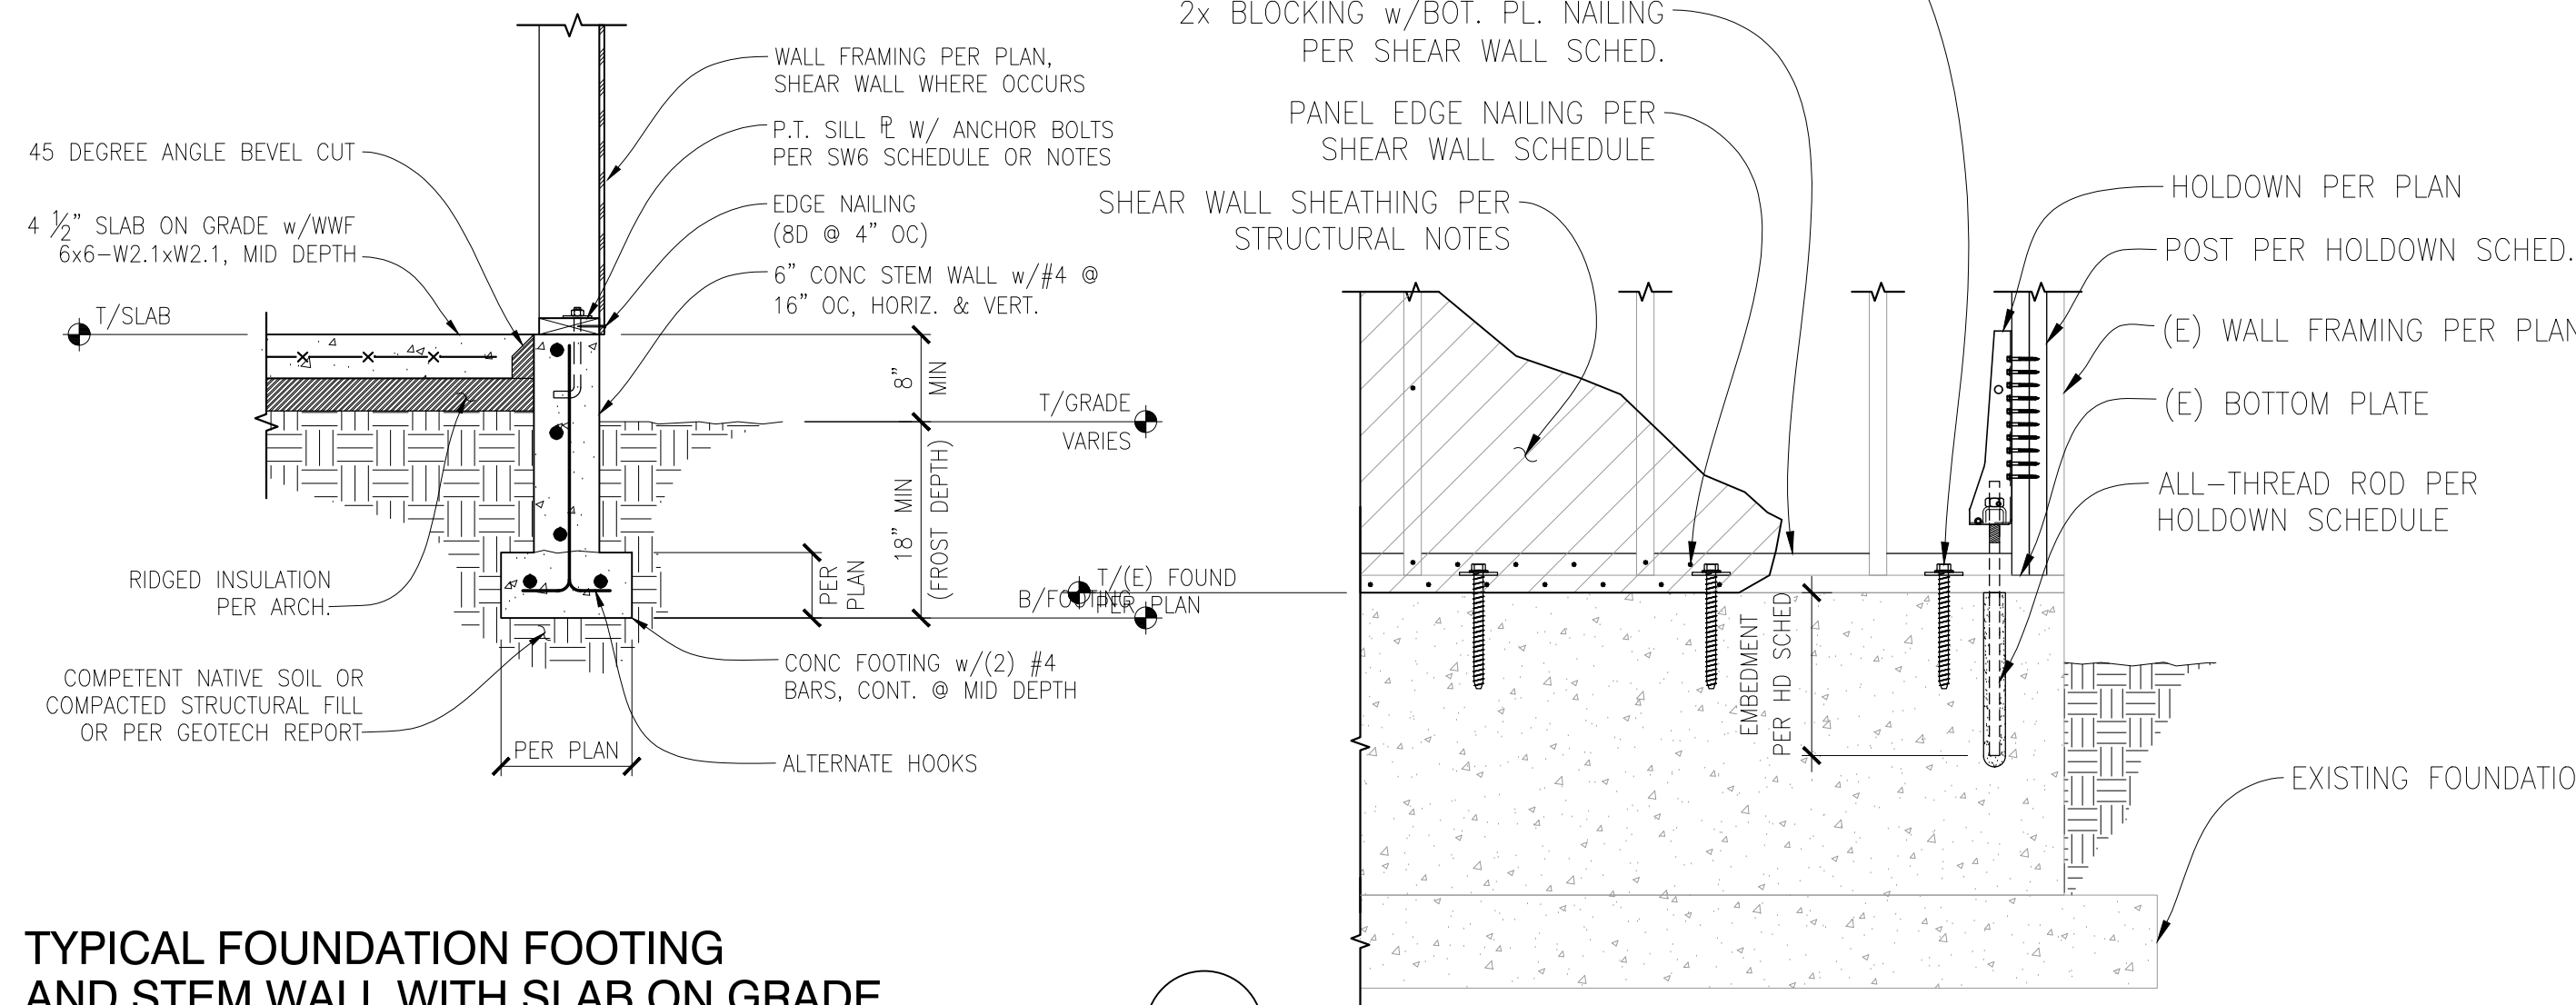 WALL FRAMING PER PLAN,
SHEAR WALL WHERE OCCURS
P.T. SILL PL W/ ANCHOR BOLTS
PER SW6 SCHEDULE OR NOTES
45 DEGREE ANGLE BEVEL CUT
EDGE NAILING
(8D @ 4" OC)
4 ½" SLAB ON GRADE w/WWF
6x6-W2.1xW2.1, MID DEPTH
6" CONC STEM WALL w/#4 @
16" OC, HORIZ. & VERT.
T/SLAB
8"
MIN
T/GRADE
VARIES
18" MIN
(FROST DEPTH)
PER
PLAN
B/FOOTING
RIDGED INSULATION
PER ARCH.
COMPETENT NATIVE SOIL OR
COMPACTED STRUCTURAL FILL
OR PER GEOTECH REPORT
CONC FOOTING w/(2) #4
BARS, CONT. @ MID DEPTH
PER PLAN
ALTERNATE HOOKS
TYPICAL FOUNDATION FOOTING
AND STEM WALL WITH SLAB ON GRADE
2x BLOCKING w/BOT. PL. NAILING
PER SHEAR WALL SCHED.
PANEL EDGE NAILING PER
SHEAR WALL SCHEDULE
SHEAR WALL SHEATHING PER
STRUCTURAL NOTES
HOLDOWN PER PLAN
POST PER HOLDOWN SCHED.
(E) WALL FRAMING PER PLAN
(E) BOTTOM PLATE
ALL-THREAD ROD PER
HOLDOWN SCHEDULE
T/(E) FOUND
PER PLAN
EMBEDMENT
PER HD SCHED
EXISTING FOUNDATIO